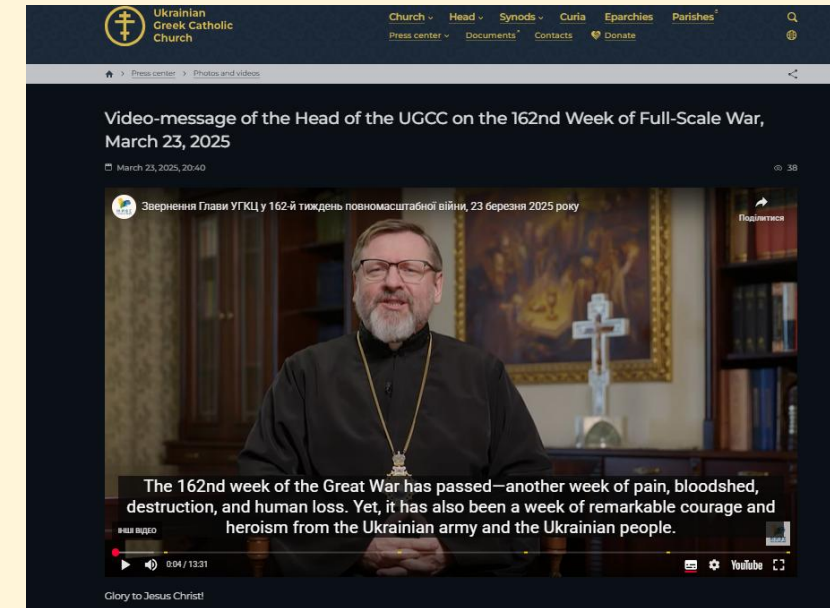 Ukrainian
Greek Catholic
Church
Church Head Synods Curia Eparchies Parishes
Press center Documents Contacts Donate
Press center > Photos and videos
Video-message of the Head of the UGCC on the 162nd Week of Full-Scale War,
March 23, 2025
March 23, 2025, 20:40
38
Звернення Глави УГКЦ у 162-й тиждень повномасштабної війни, 23 березня 2025 року
Поділитися
The 162nd week of the Great War has passed—another week of pain, bloodshed,
destruction, and human loss. Yet, it has also been a week of remarkable courage and
heroism from the Ukrainian army and the Ukrainian people.
ІНШІ ВІДЕО
0:04 / 13:31
YouTube
Glory to Jesus Christ!